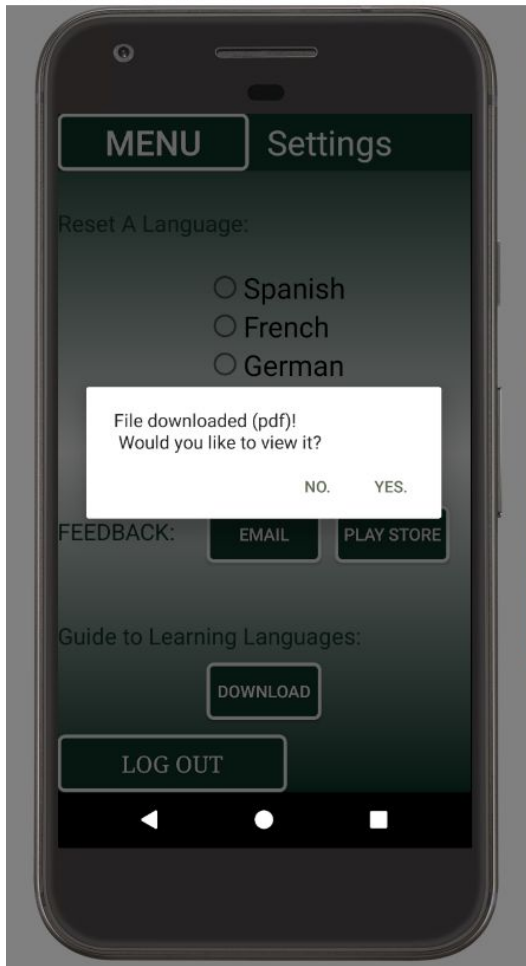 MENU
Settings
Reset A Language:
Spanish
French
German
File downloaded (pdf)!
Would you like to view it?
NO. YES.
FEEDBACK: EMAIL PLAY STORE
Guide to Learning Languages:
DOWNLOAD
LOG OUT